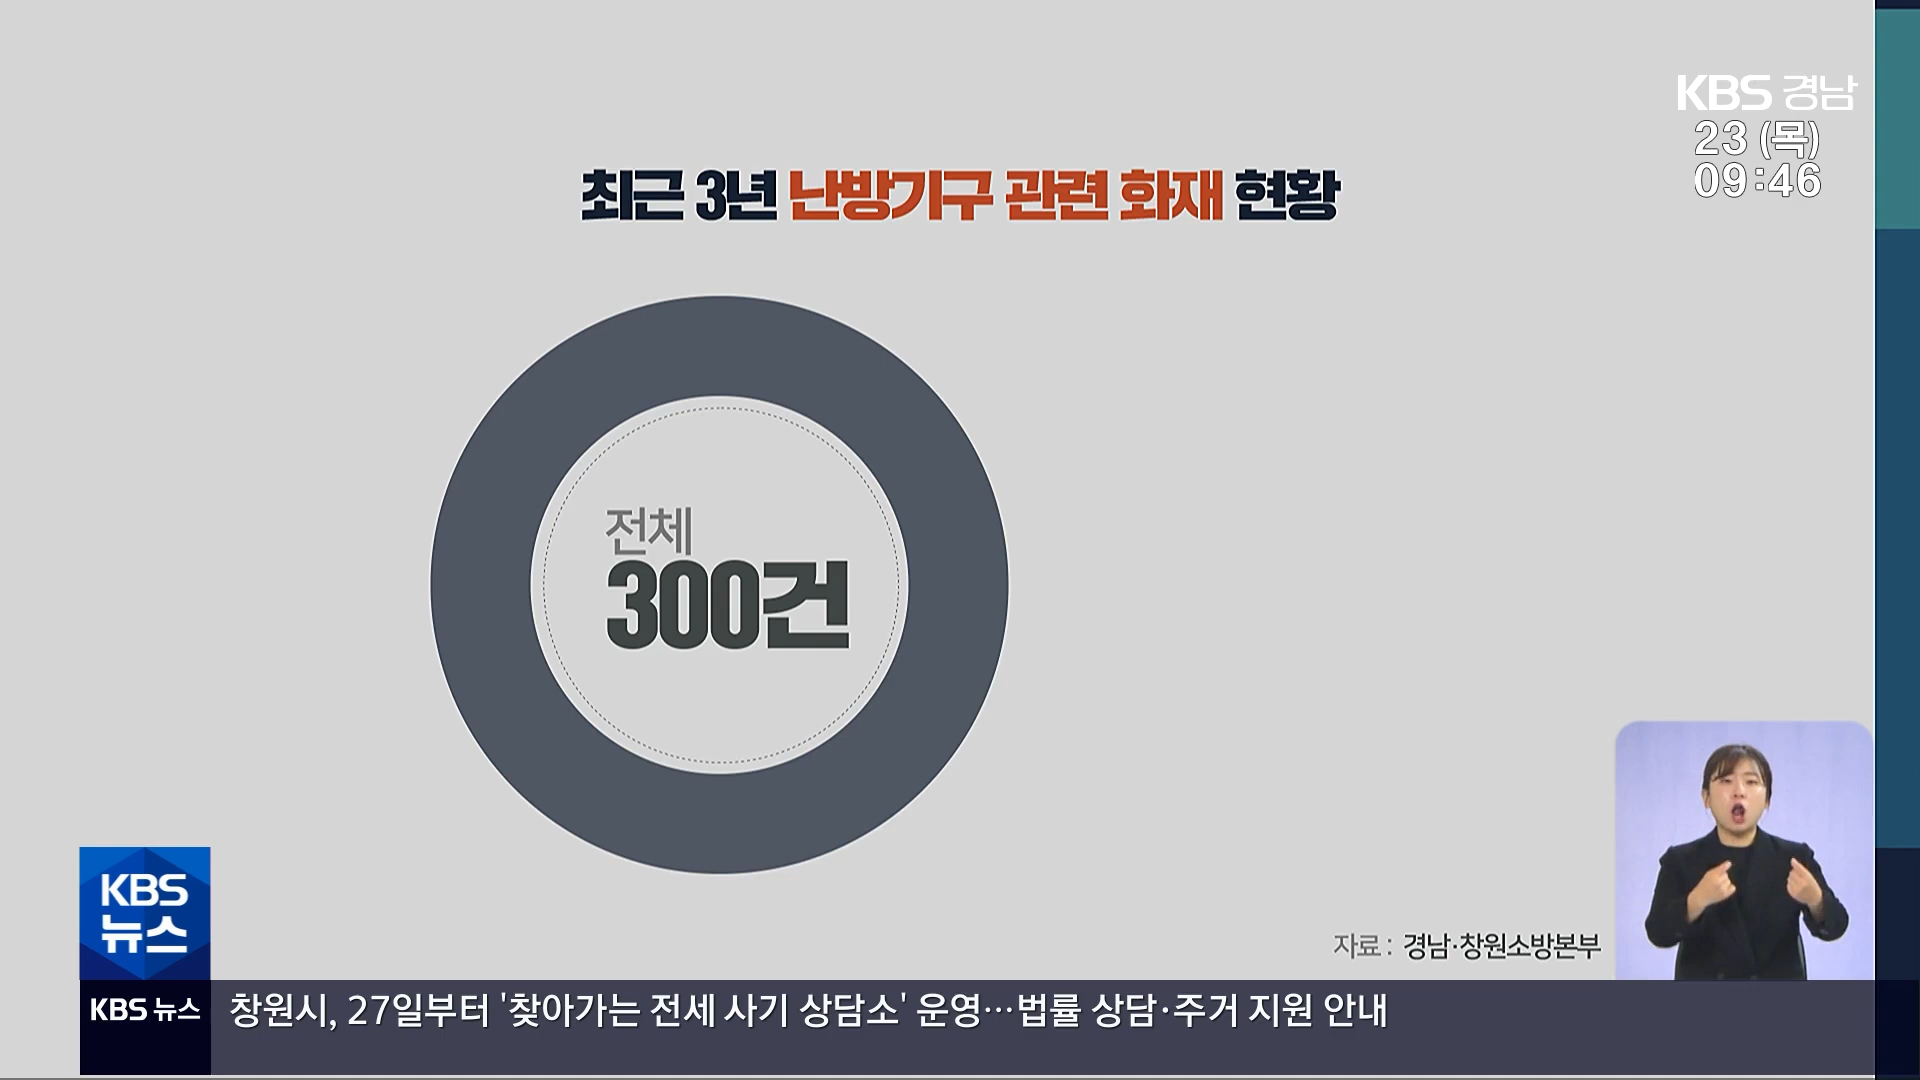 KBS 경남
23 (목)
09:46
최근 3년 난방기구 관련 화재 현황
전체
300건
자료 : 경남·창원소방본부
KBS
뉴스
KBS 뉴스
창원시, 27일부터 '찾아가는 전세 사기 상담소' 운영…법률 상담·주거 지원 안내